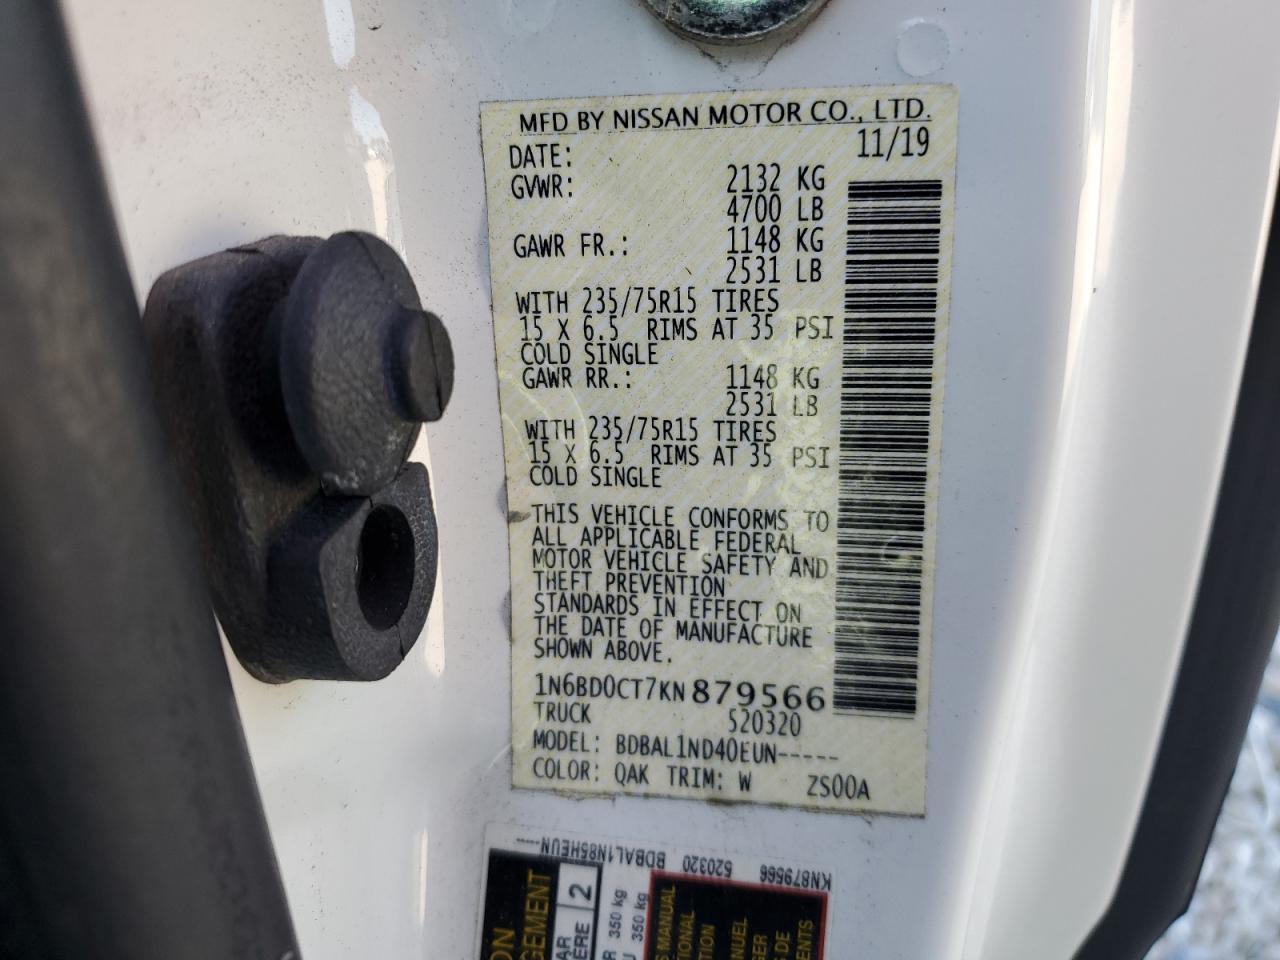 MFD BY NISSAN MOTOR CO., LTD.
DATE: 11/19
GVWR: 2132 KG
4700 LB
GAWR FR.: 1148 KG
2531 LB
WITH 235/75R15 TIRES
15 X 6.5 RIMS AT 35 PSI
COLD SINGLE
GAWR RR.: 1148 KG
2531 LB
WITH 235/75R15 TIRES
15 X 6.5 RIMS AT 35 PSI
COLD SINGLE
THIS VEHICLE CONFORMS TO
ALL APPLICABLE FEDERAL
MOTOR VEHICLE SAFETY AND
THEFT PREVENTION
STANDARDS IN EFFECT ON
THE DATE OF MANUFACTURE
SHOWN ABOVE.
1N6BD0CT7KN879566
TRUCK 520320
MODEL: BDBAL1ND40EUN-----
COLOR: QAK TRIM: W ZS00A
KN879566 520320 BDBAL1N85HEUN-----
2
350 kg
350 kg
MANUAL